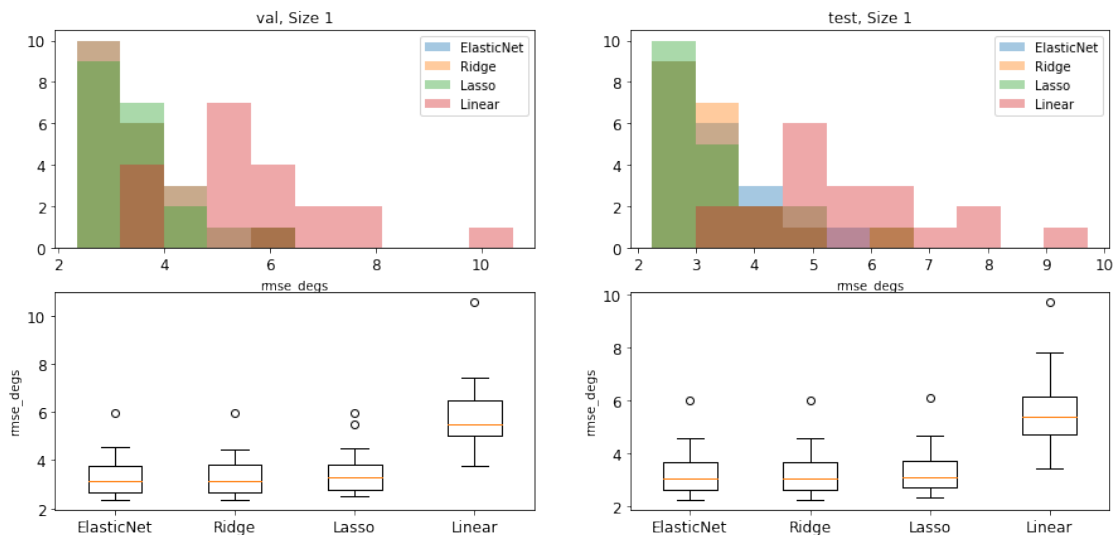 val, Size 1
10
8
6
4
2
0
2 4 6 8 10
rmse_degs
ElasticNet
Ridge
Lasso
Linear
test, Size 1
10
8
6
4
2
0
2 3 4 5 6 7 8 9 10
rmse_degs
ElasticNet
Ridge
Lasso
Linear
rmse_degs
10
8
6
4
2
ElasticNet Ridge Lasso Linear
rmse_degs
10
8
6
4
2
ElasticNet Ridge Lasso Linear